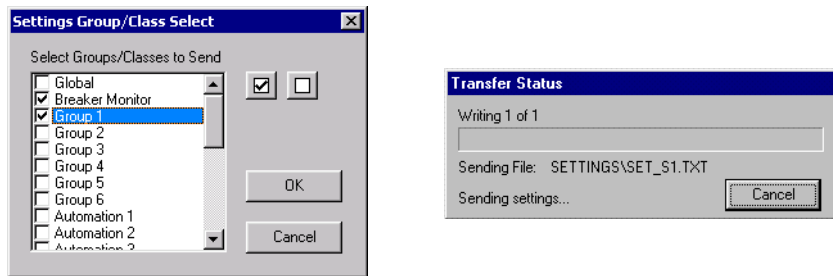 Settings Group/Class Select
Select Groups/Classes to Send
Global
Breaker Monitor
Group 1
Group 2
Group 3
Group 4
Group 5
Group 6
Automation 1
Automation 2
Automation 3
OK
Cancel
Transfer Status
Writing 1 of 1
Sending File: SETTINGS\SET_S1.TXT
Sending settings...
Cancel